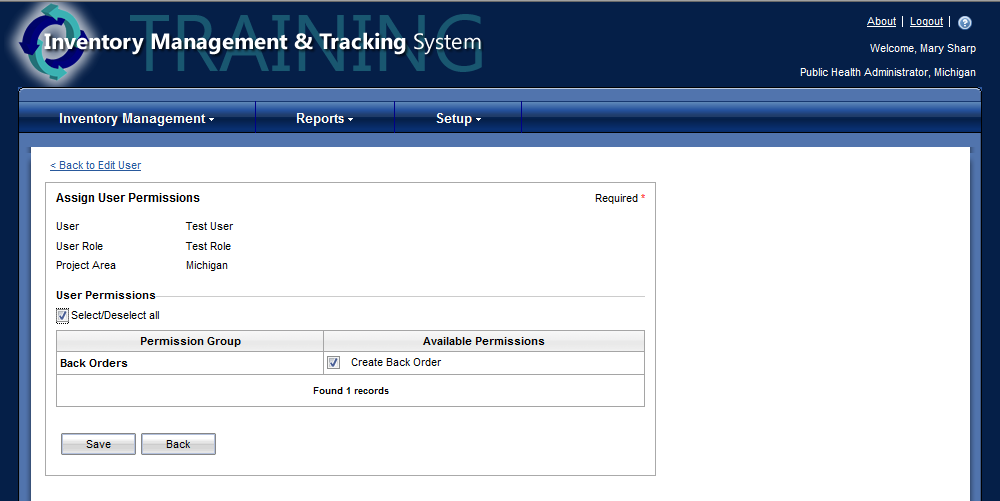 TRAINING
Inventory Management & Tracking System
About | Logout |
Welcome, Mary Sharp
Public Health Administrator, Michigan
Inventory Management Reports Setup
< Back to Edit User
Assign User Permissions Required *
User Test User
User Role Test Role
Project Area Michigan
User Permissions
Select/Deselect all
Permission Group Available Permissions
Back Orders Create Back Order
Found 1 records
Save Back